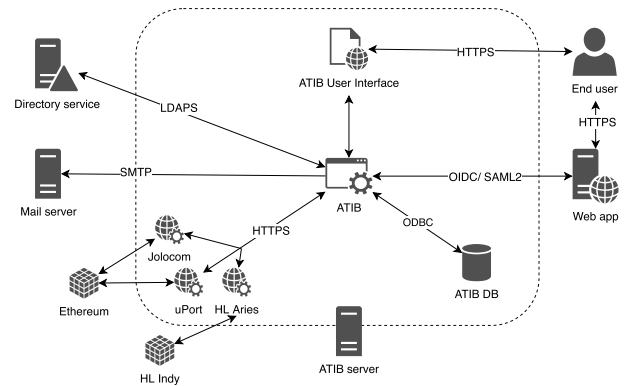 HTTPS
ATIB User Interface
End user
Directory service
LDAPS
HTTPS
SMTP
OIDC/ SAML2
Mail server
ATIB
Web app
HTTPS
ODBC
Jolocom
ATIB DB
Ethereum
uPort
HL Aries
HL Indy
ATIB server